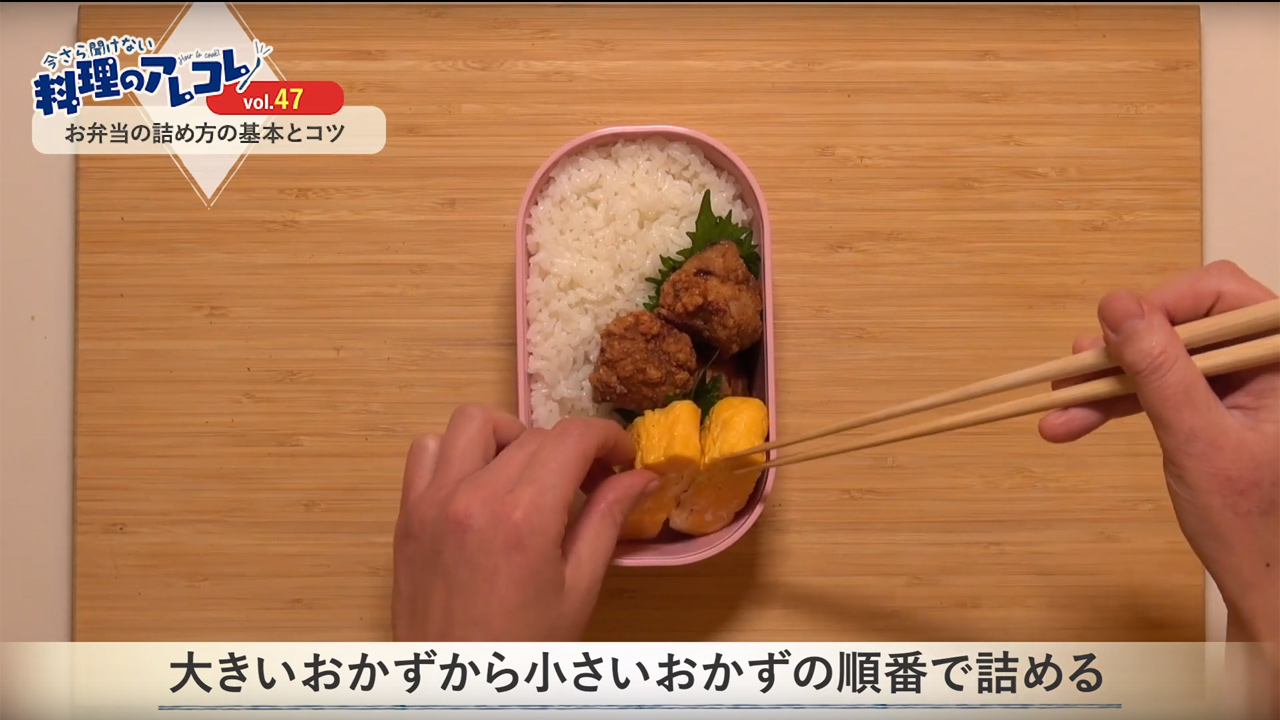 今さら聞けない
料理のアレコレ
How to cook
vol.47
お弁当の詰め方の基本とコツ
大きいおかずから小さいおかずの順番で詰める